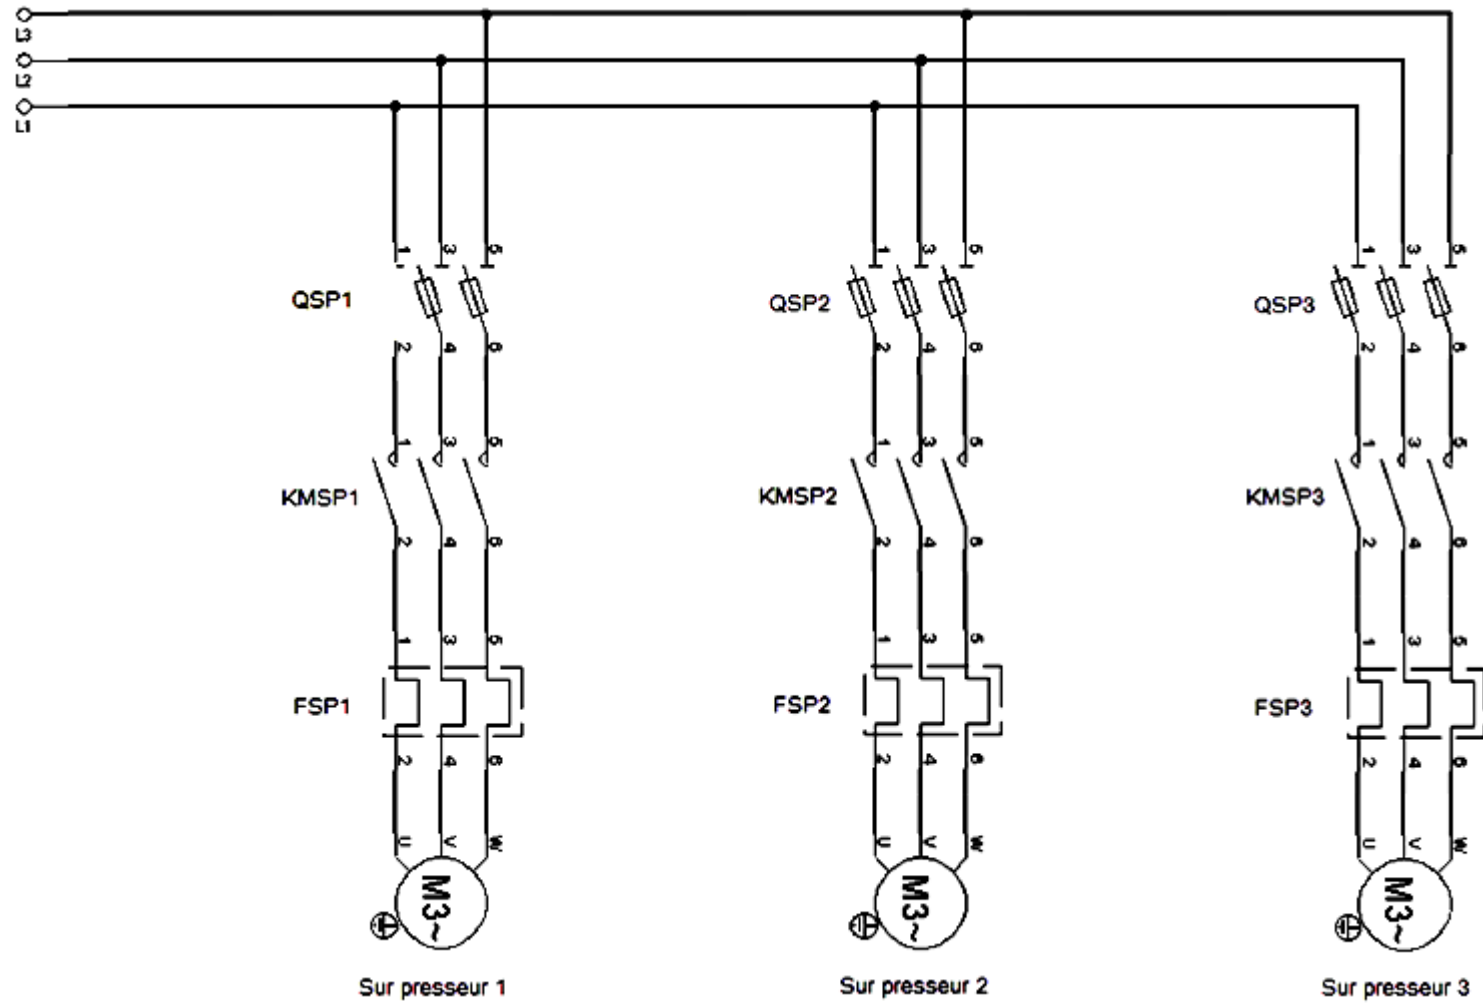 L3
L2
L1
1 3 5 1 3 5 1 3 5
QSP1 QSP2 QSP3
2 4 6 2 4 6 2 4 6
1 3 5 1 3 5 1 3 5
KMSP1 KMSP2 KMSP3
2 4 6 2 4 6 2 4 6
1 3 5 1 3 5 1 3 5
FSP1 FSP2 FSP3
2 4 6 2 4 6 2 4 6
U V W U V W U V W
M3~ M3~ M3~
Sur presseur 1 Sur presseur 2 Sur presseur 3